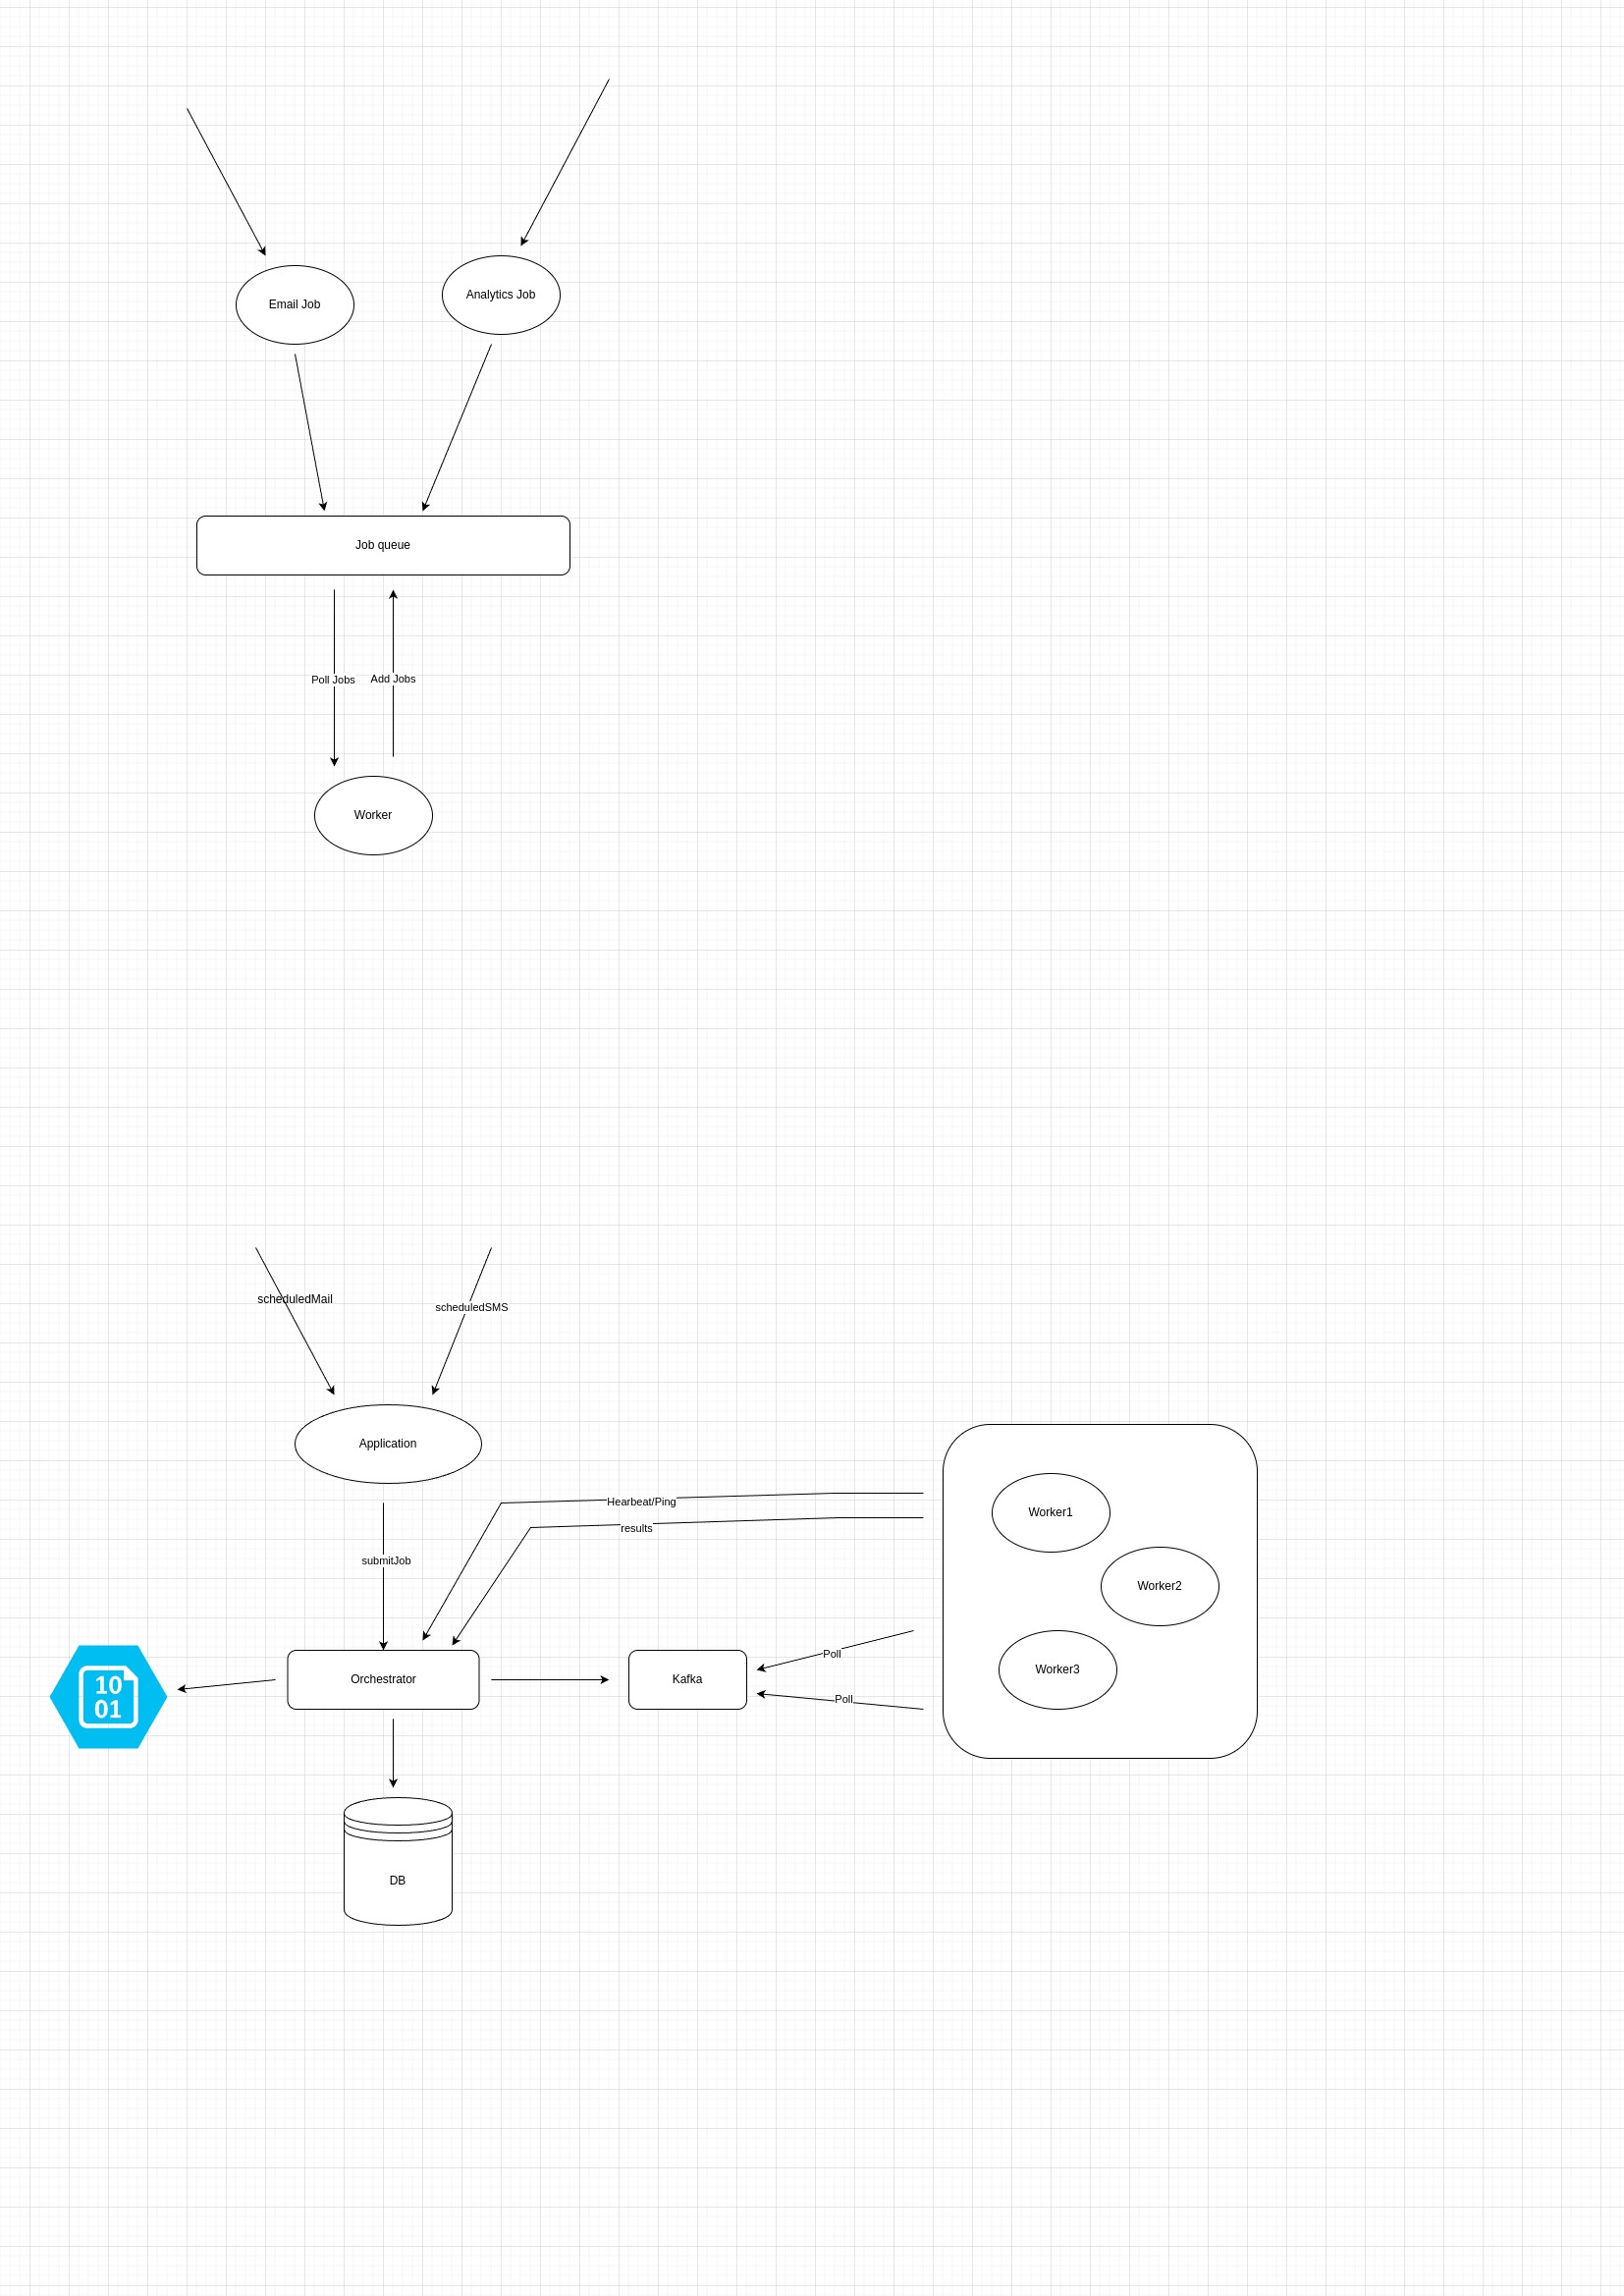 Email Job
Analytics Job
Job queue
Poll Jobs
Add Jobs
Worker
scheduledMail
scheduledSMS
Application
Hearbeat/Ping
results
Worker1
submitJob
Worker2
Poll
Worker3
Orchestrator
Kafka
10
01
Poll
DB